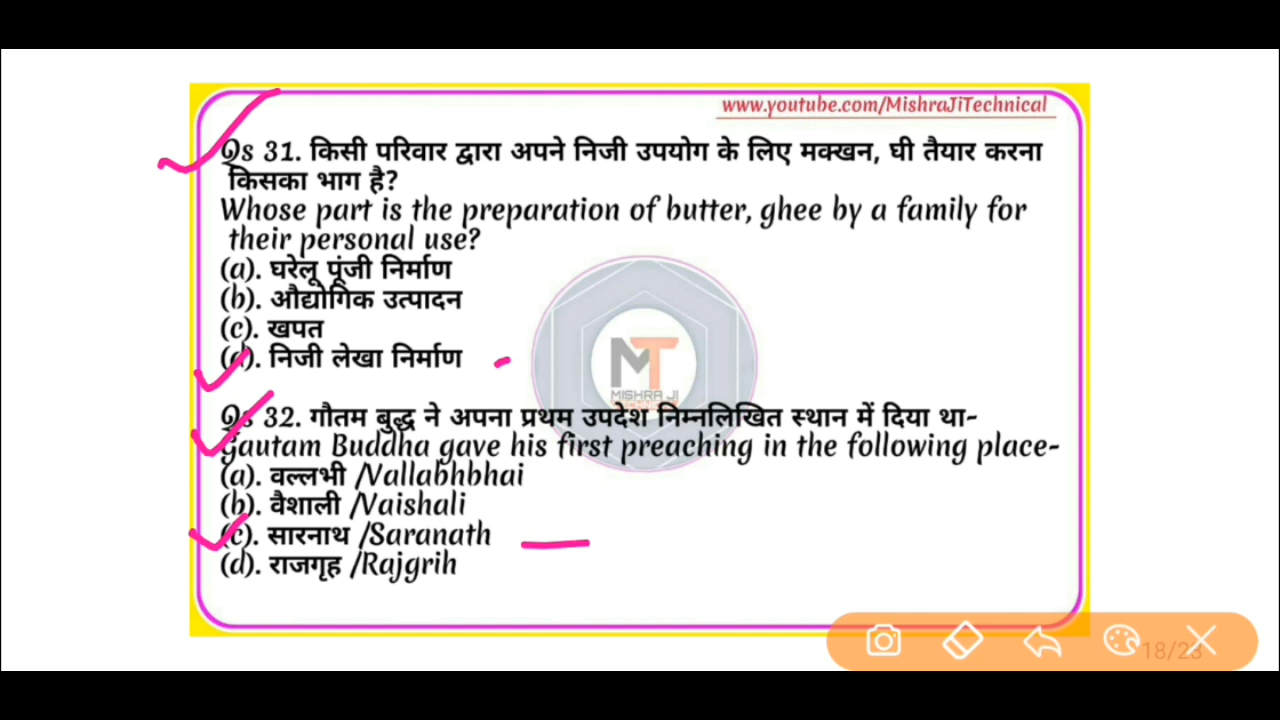 www.youtube.com/MishraJiTechnical
Qs 31. किसी परिवार द्वारा अपने निजी उपयोग के लिए मक्खन, घी तैयार करना
किसका भाग है?
Whose part is the preparation of butter, ghee by a family for
their personal use?
(a). घरेलू पूंजी निर्माण
(b). औद्योगिक उत्पादन
(c). खपत
(d). निजी लेखा निर्माण
MT
MISHRA JI
Qs 32. गौतम बुद्ध ने अपना प्रथम उपदेश निम्नलिखित स्थान में दिया था-
Gautam Buddha gave his first preaching in the following place-
(a). वल्लभी /Vallabhbhai
(b). वैशाली /Vaishali
(c). सारनाथ /Saranath
(d). राजगृह /Rajgrih